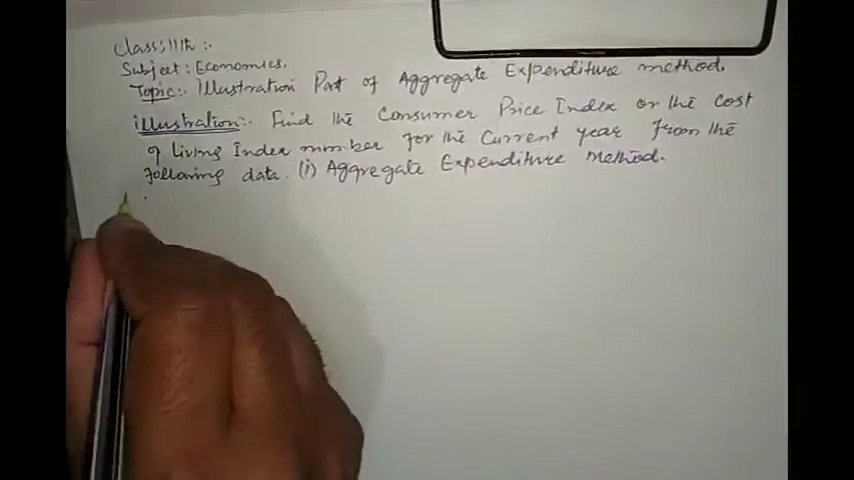 Class: 11th :-
Subject: Economics.
Topic:- Illustration Part of Aggregate Expenditure method.
illustration:- Find the Consumer Price Index or the Cost
of living Index number for the Current year from the
following data. (i) Aggregate Expenditure Method.